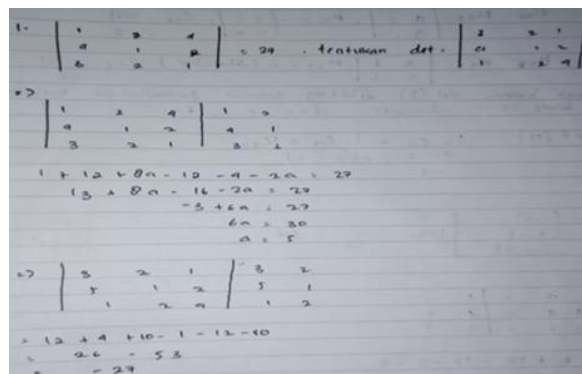 1. | 1 2 4 | | 3 2 1 |
| a 1 2 | = 27 . tentukan det. | a 1 2 |
| 3 2 1 | | 1 2 4 |
=> | 1 2 4 | 1 2
| a 1 2 | a 1
| 3 2 1 | 3 2
1 + 12 + 8a - 12 - 4 - 2a = 27
13 + 8a - 16 - 2a = 27
-3 + 6a = 27
6a = 30
a = 5
=> | 3 2 1 | 3 2
| 5 1 2 | 5 1
| 1 2 4 | 1 2
= 12 + 4 + 10 - 1 - 12 - 40
= 26 - 53
= - 27